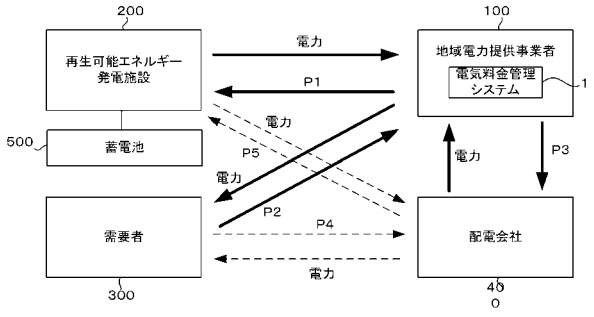 200
100
再生可能エネルギー
発電施設
電力
地域電力提供事業者
電気料金管理
システム
1
P1
500
蓄電池
電力
P5
電力
P2
電力
P3
需要者
P4
配電会社
電力
300
40
0